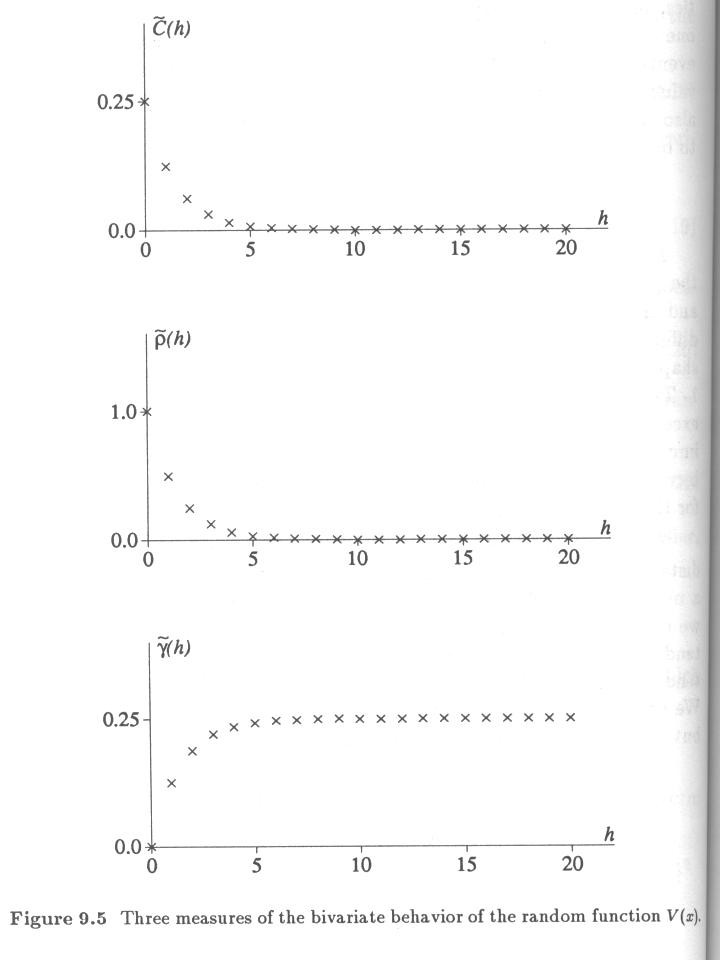 C̃(h)
0.25
0.0
h
0 5 10 15 20
ρ̃(h)
1.0
0.0
h
0 5 10 15 20
γ̃(h)
0.25
0.0
h
0 5 10 15 20
Figure 9.5 Three measures of the bivariate behavior of the random function V(x).